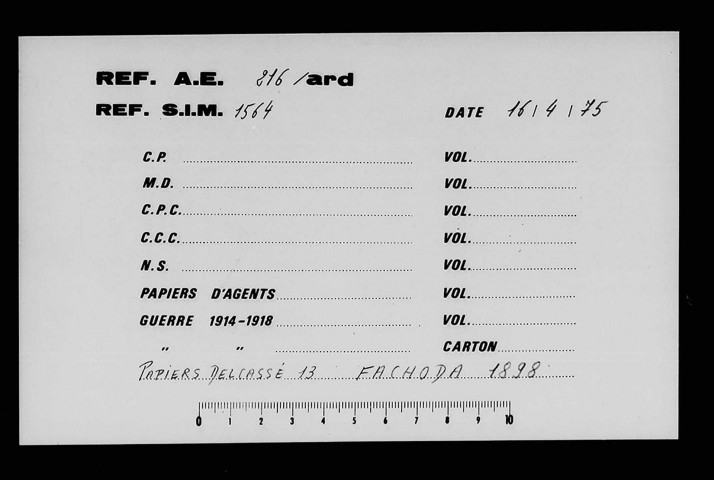 REF. A.E. 216 /ard
REF. S.I.M. 1564 DATE 16/4/75
C.P. VOL.
M.D. VOL.
C.P.C. VOL.
C.C.C. VOL.
N.S. VOL.
PAPIERS D'AGENTS VOL.
GUERRE 1914-1918 VOL.
„ „ CARTON
PAPIERS DELCASSÉ 13 FACHODA 1898
0 1 2 3 4 5 6 7 8 9 10